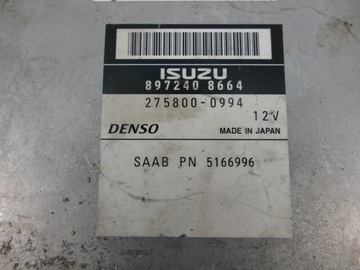 ISUZU
897240 8664
275800-0994
12V
DENSO MADE IN JAPAN
SAAB PN 5166996